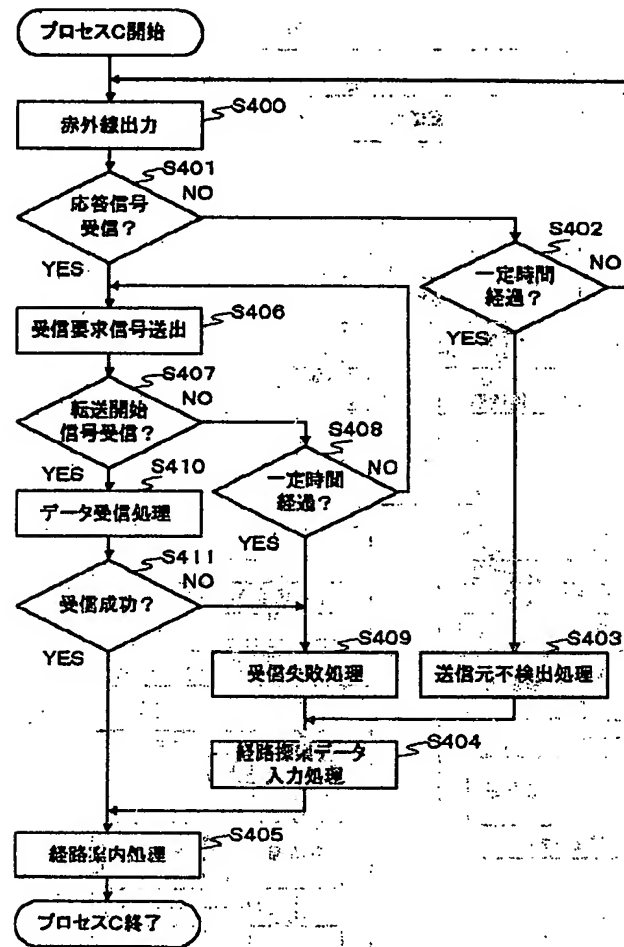 プロセスC開始
S400
赤外線出力
S401
NO
応答信号
受信？
YES
S402
一定時間
経過？
NO
YES
S406
受信要求信号送出
S407
NO
転送開始
信号受信？
YES
S408
一定時間
経過？
NO
YES
S410
データ受信処理
S411
NO
受信成功？
YES
S409
受信失敗処理
S403
送信元不検出処理
S404
経路探索データ
入力処理
S405
経路案内処理
プロセスC終了